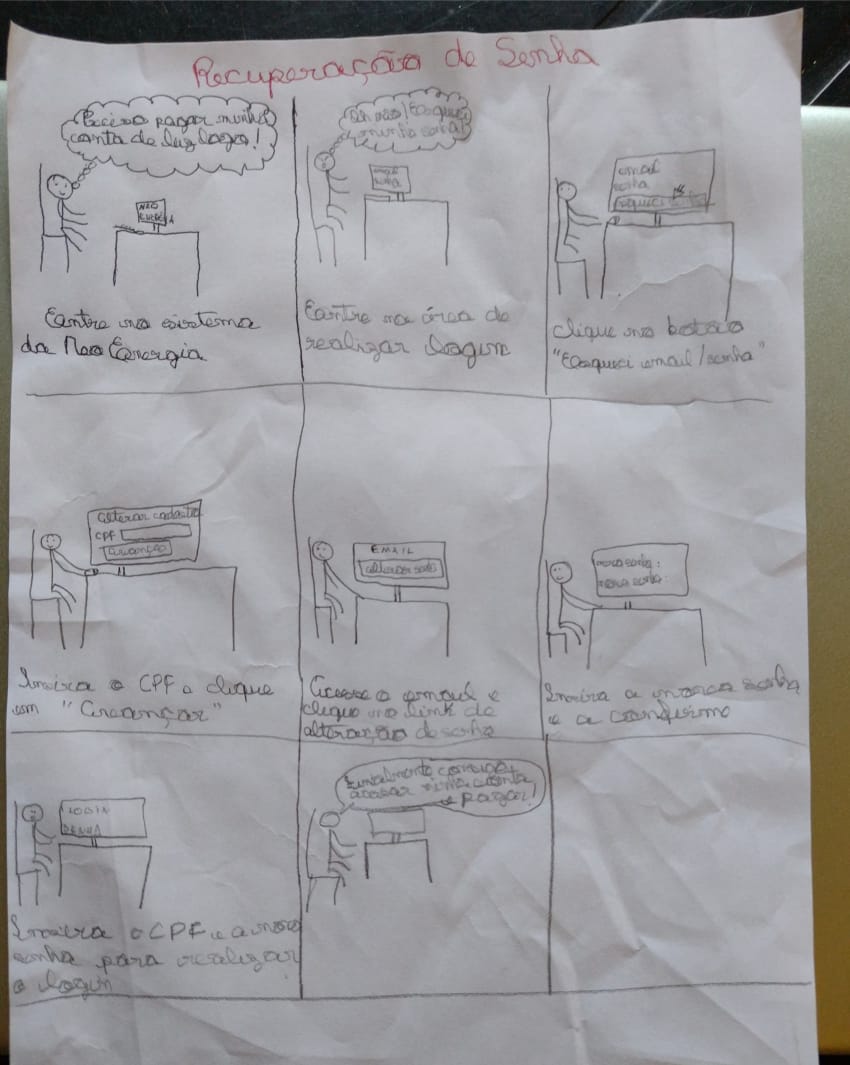 Recuperação de Senha
Preciso pagar minha
conta de luz logo!
NEO
ENERGIA
Entre no sistema
da Neo Energia
Oh não! Esqueci
minha senha!
email
senha
Entre na área de
realizar login
email
senha
Esqueci
Clique no botão
"Esqueci email/senha"
Alterar cadastro
CPF
Avançar
Insira o CPF e clique
em "Avançar"
EMAIL
alterar senha
Acesse o email e
clique no link de
alteração de senha
nova senha:
nova senha:
Insira a nova senha
e a confirme
LOGIN
SENHA
Insira o CPF e a nova
senha para realizar
o login
Finalmente consegui
acessar minha conta
e pagar!